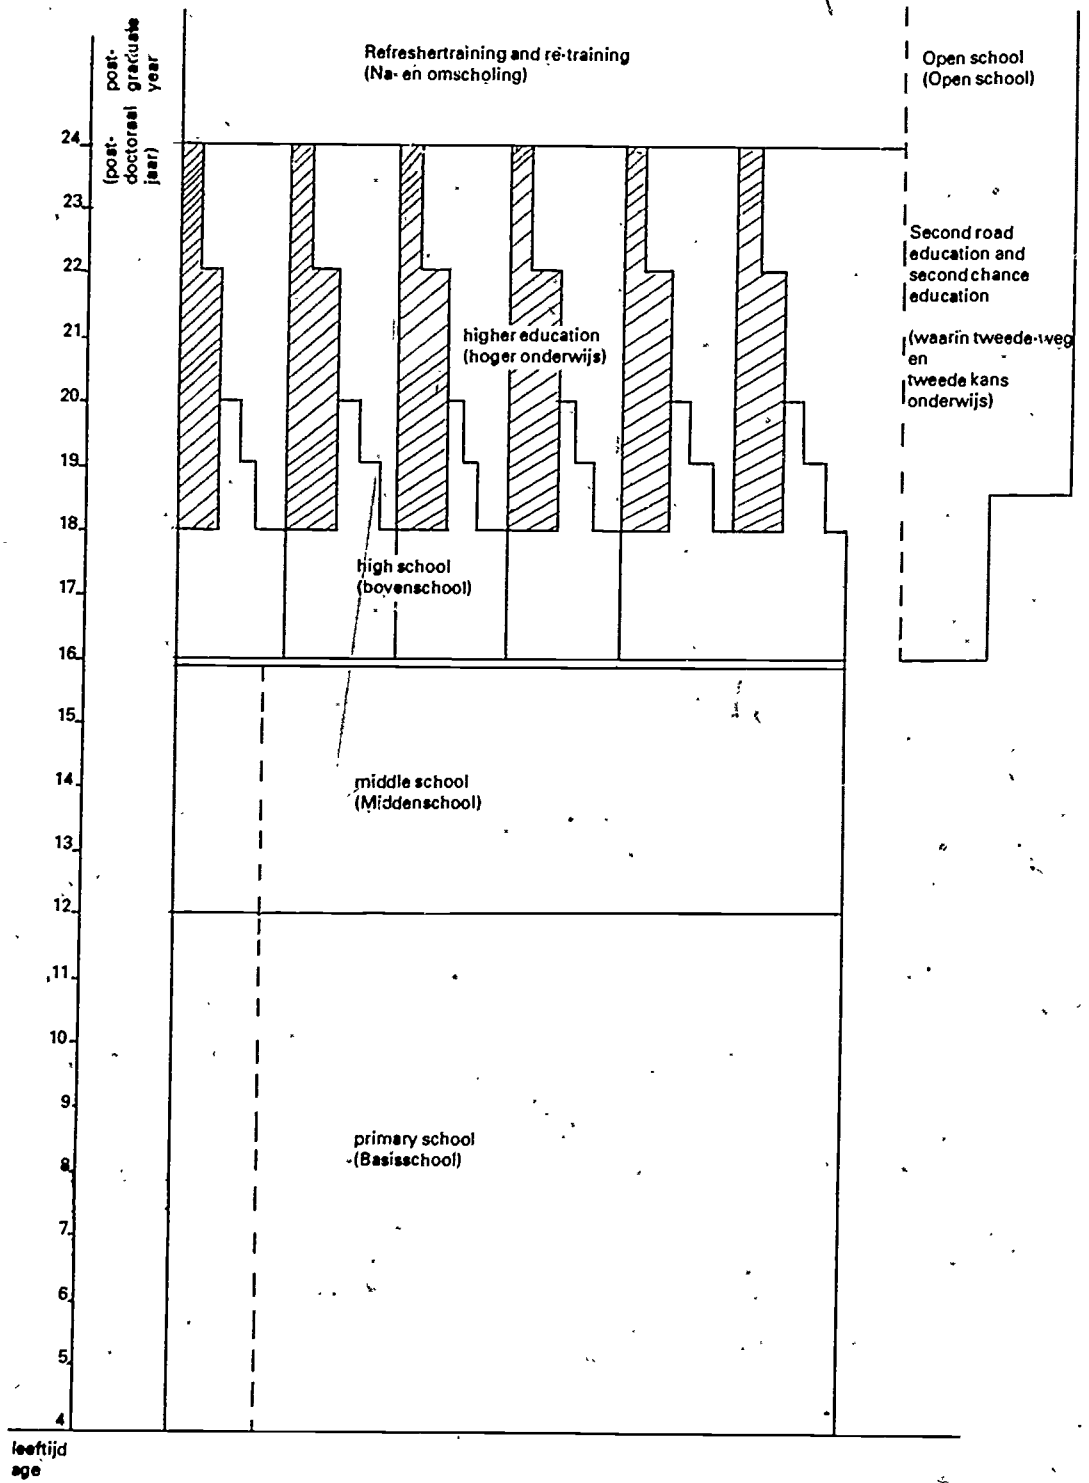 post-graduate year
(post-doctoraal jaar)
Refreshertraining and re-training
(Na- en omscholing)
Open school
(Open school)
24
23
22
21
20
19
18
17
16
15
14
13
12
11
10
9
8
7
6
5
4
Second road
education and
second chance
education
(waarin tweede-weg
en
tweede kans
onderwijs)
higher education
(hoger onderwijs)
high school
(bovenschool)
middle school
(Middenschool)
primary school
(Basisschool)
leeftijd
age